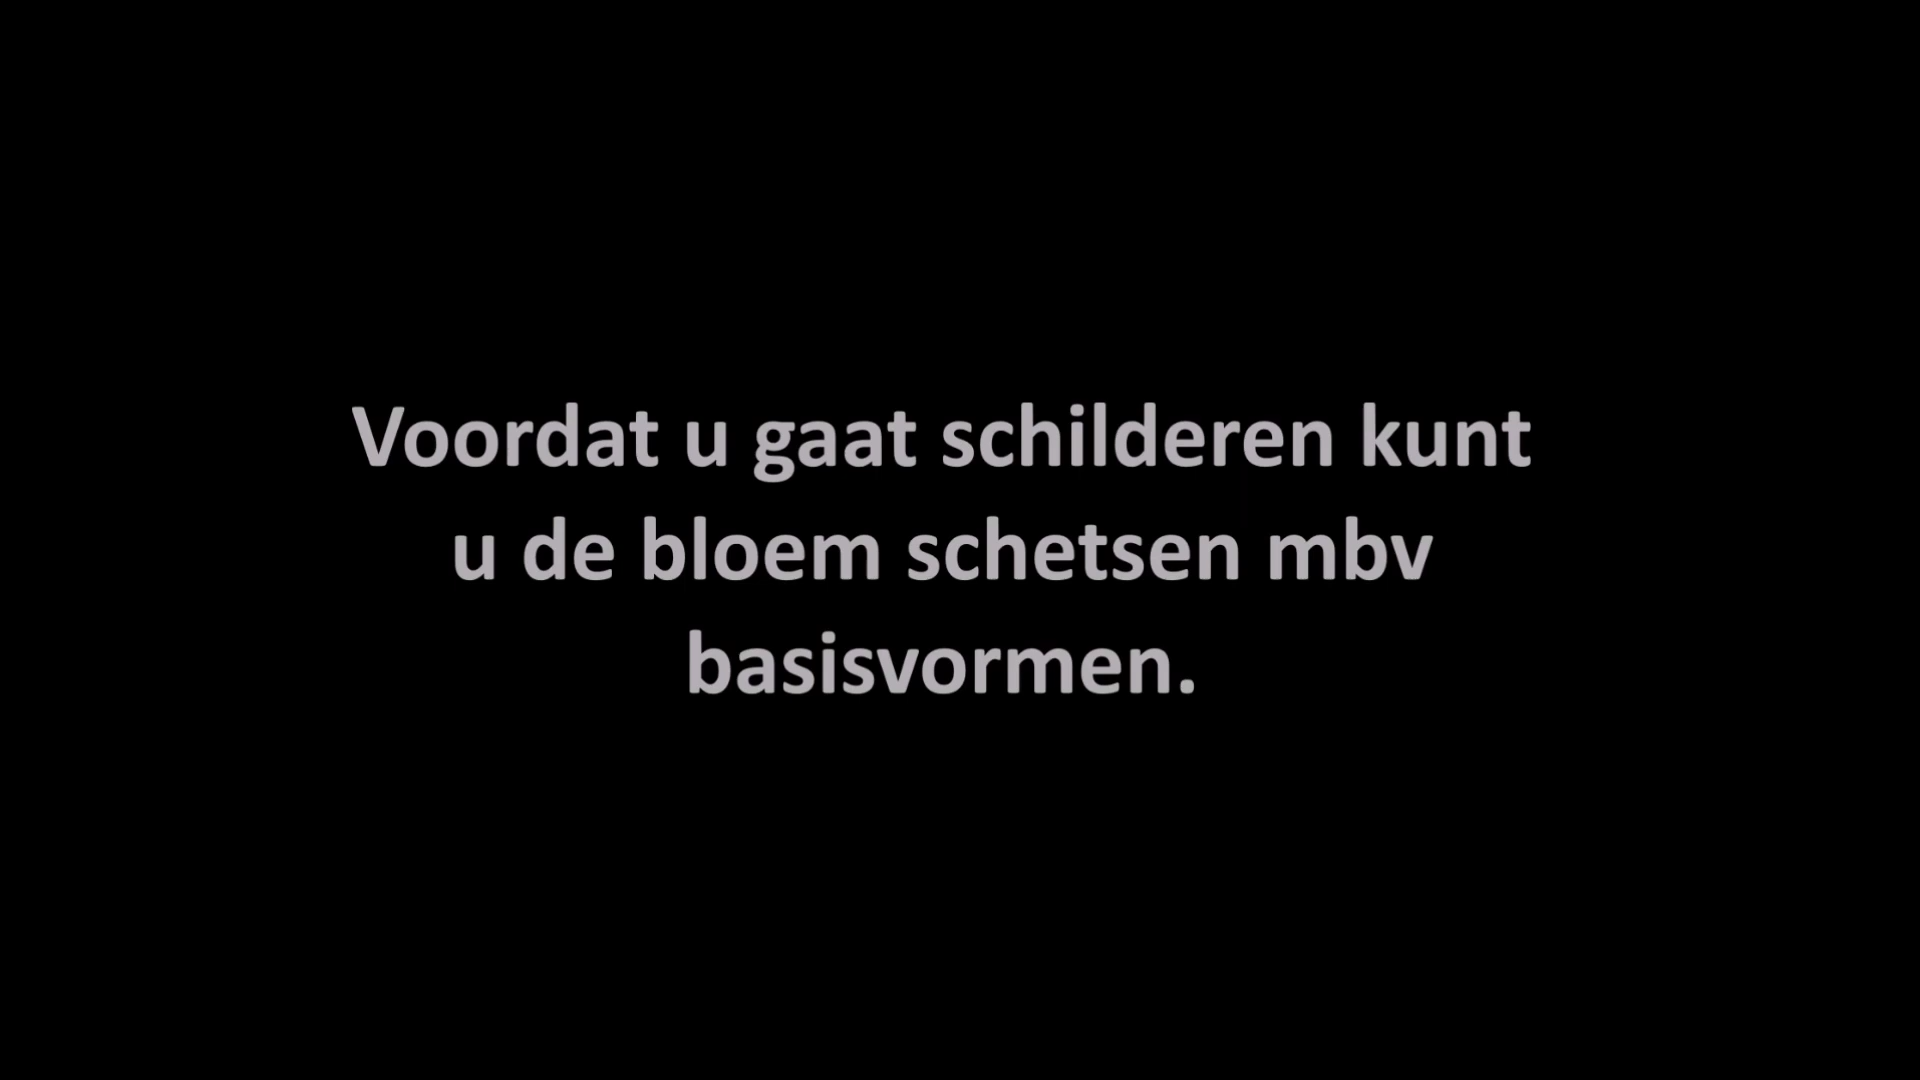 Voordat u gaat schilderen kunt
u de bloem schetsen mbv
basisvormen.